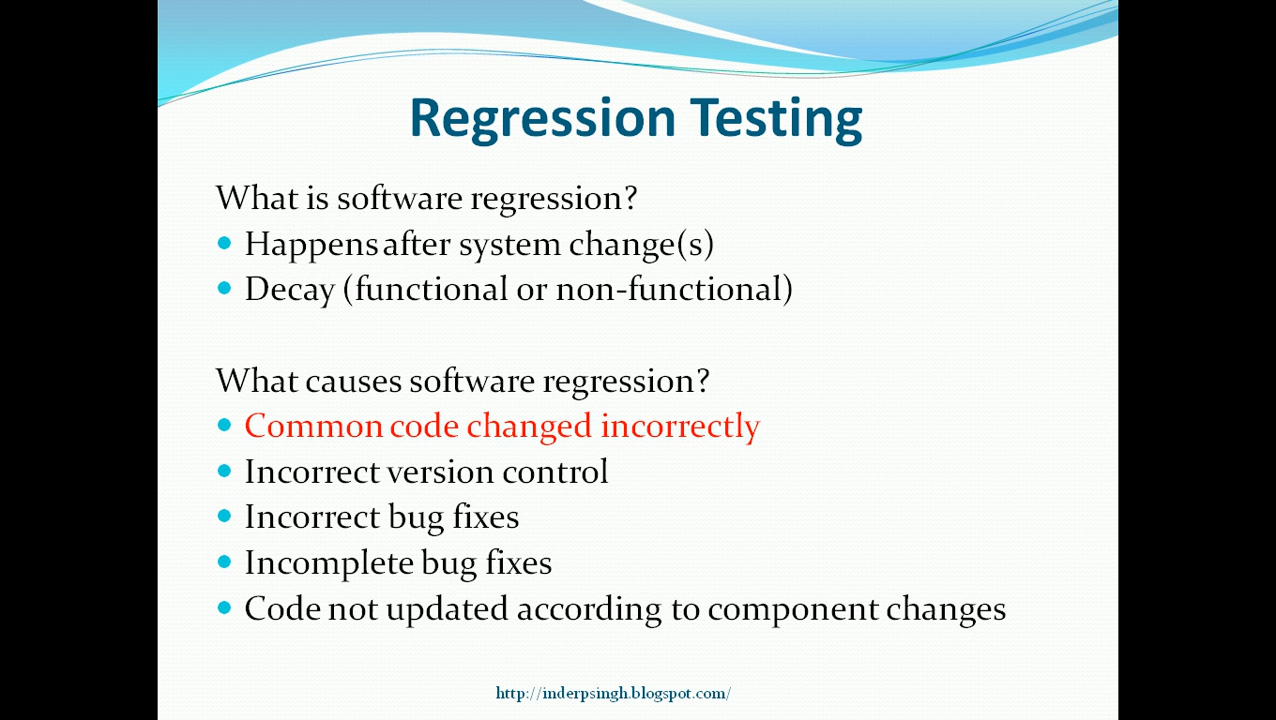 Regression Testing
What is software regression?
Happens after system change(s)
Decay (functional or non-functional)
What causes software regression?
Common code changed incorrectly
Incorrect version control
Incorrect bug fixes
Incomplete bug fixes
Code not updated according to component changes
http://inderpsingh.blogspot.com/